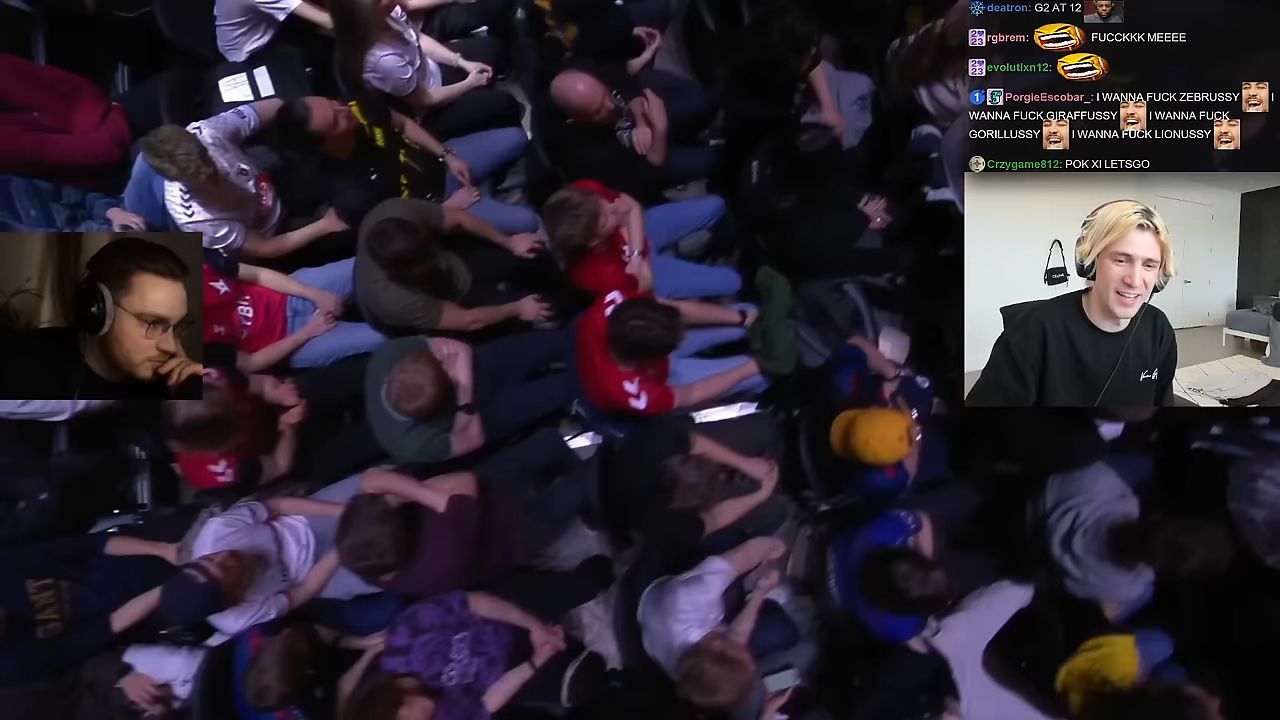 deatron: G2 AT 12
rgbrem: FUCCKKK MEEEE
evolutixn12:
PorgieEscobar_: I WANNA FUCK ZEBRUSSY I
WANNA FUCK GIRAFFUSSY I WANNA FUCK
GORILLUSSY I WANNA FUCK LIONUSSY
Crzygame812: POK XI LETSGO